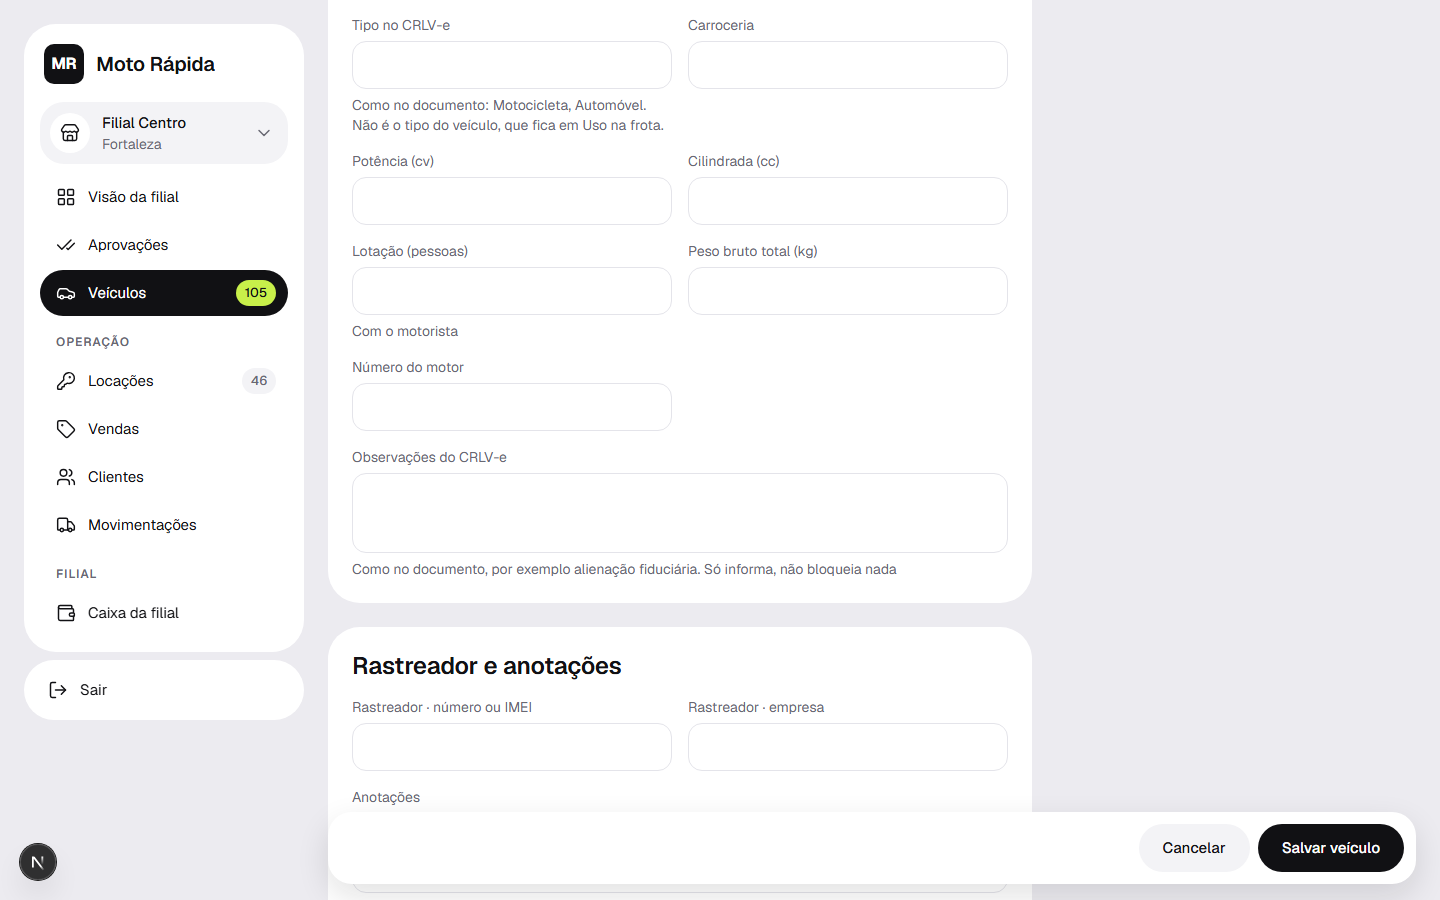 MR
Moto Rápida
Filial Centro
Fortaleza
Visão da filial
Aprovações
Veículos
105
OPERAÇÃO
Locações
46
Vendas
Clientes
Movimentações
FILIAL
Caixa da filial
Sair
N
Tipo no CRLV-e
Carroceria
Como no documento: Motocicleta, Automóvel.
Não é o tipo do veículo, que fica em Uso na frota.
Potência (cv)
Cilindrada (cc)
Lotação (pessoas)
Peso bruto total (kg)
Com o motorista
Número do motor
Observações do CRLV-e
Como no documento, por exemplo alienação fiduciária. Só informa, não bloqueia nada
Rastreador e anotações
Rastreador · número ou IMEI
Rastreador · empresa
Anotações
Cancelar
Salvar veículo